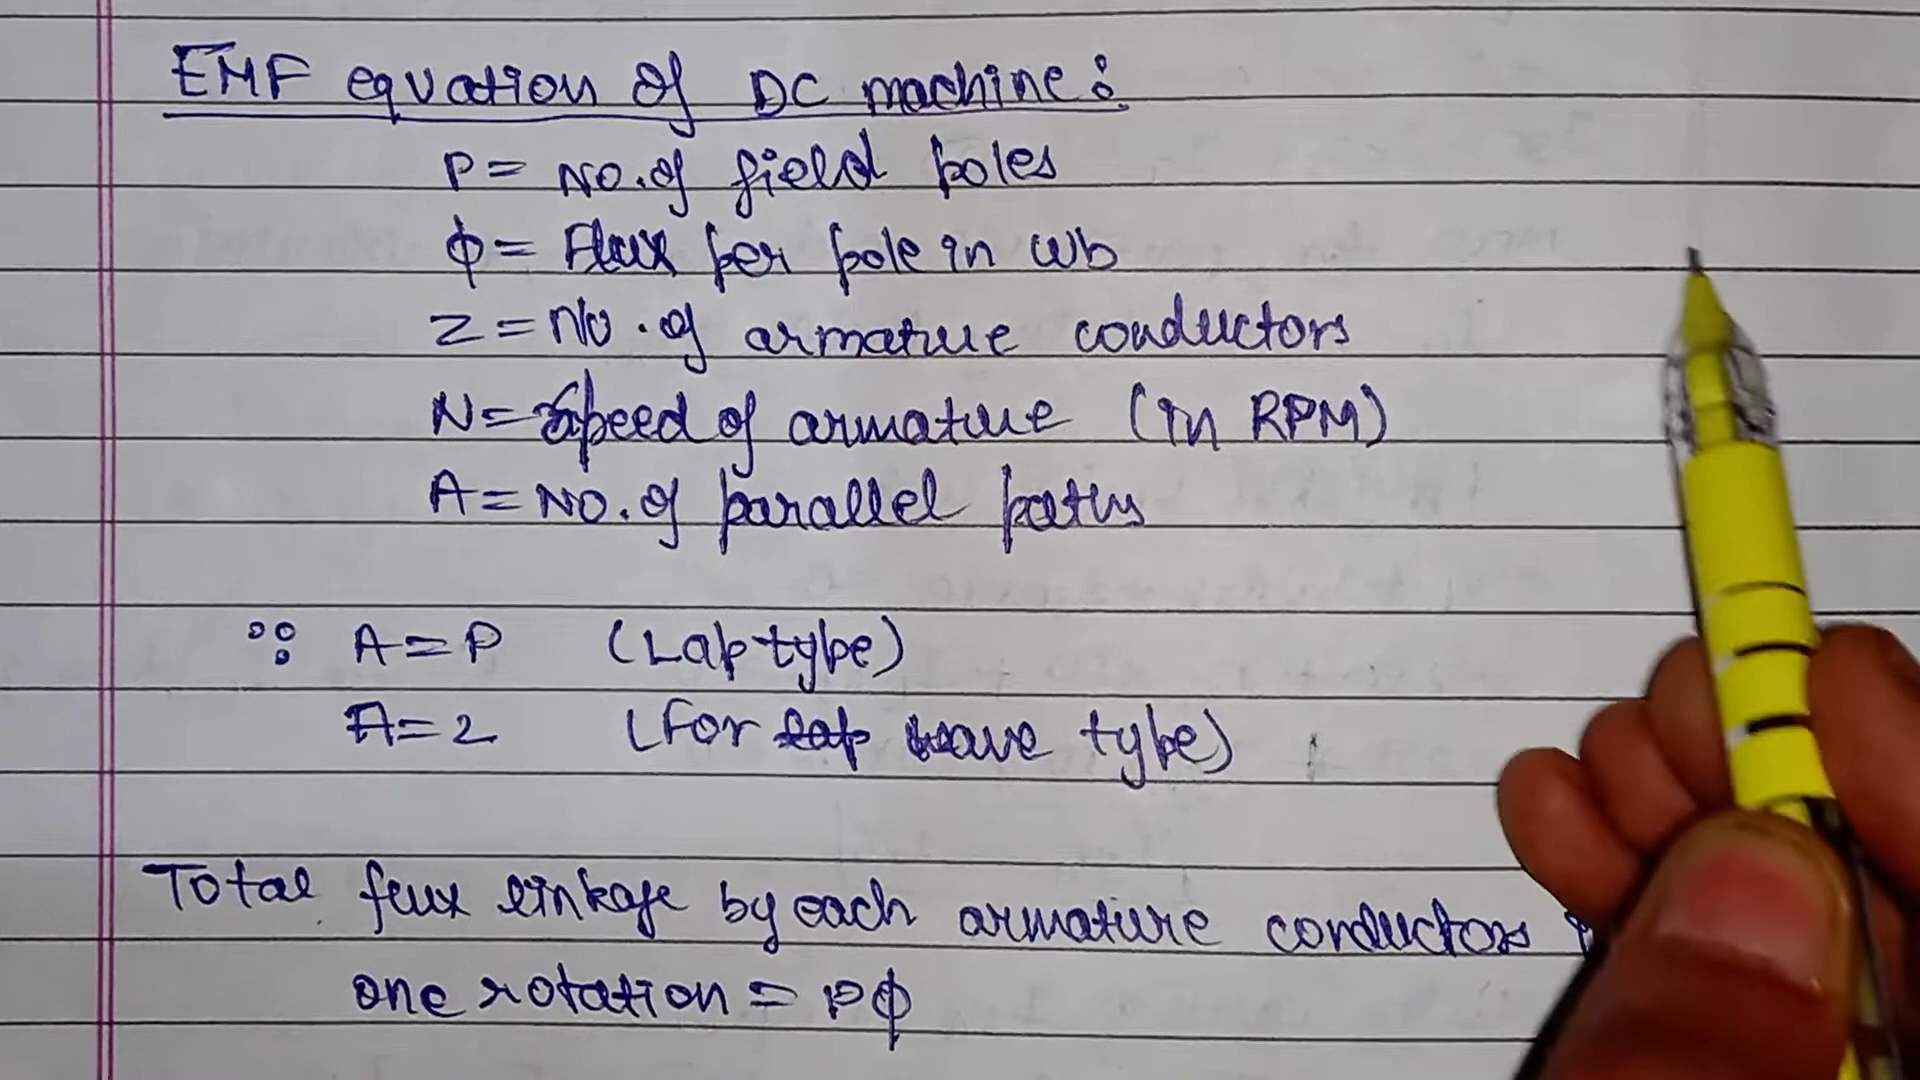 EMF equation of DC machine:
P = No. of field poles
ϕ = Flux per pole in wb
Z = No. of armature conductors
N = Speed of armature (in RPM)
A = No. of parallel paths
∵ A = P (Lap type)
A = 2 (For wave type)
Total flux linkage by each armature conductors
one rotation = Pϕ